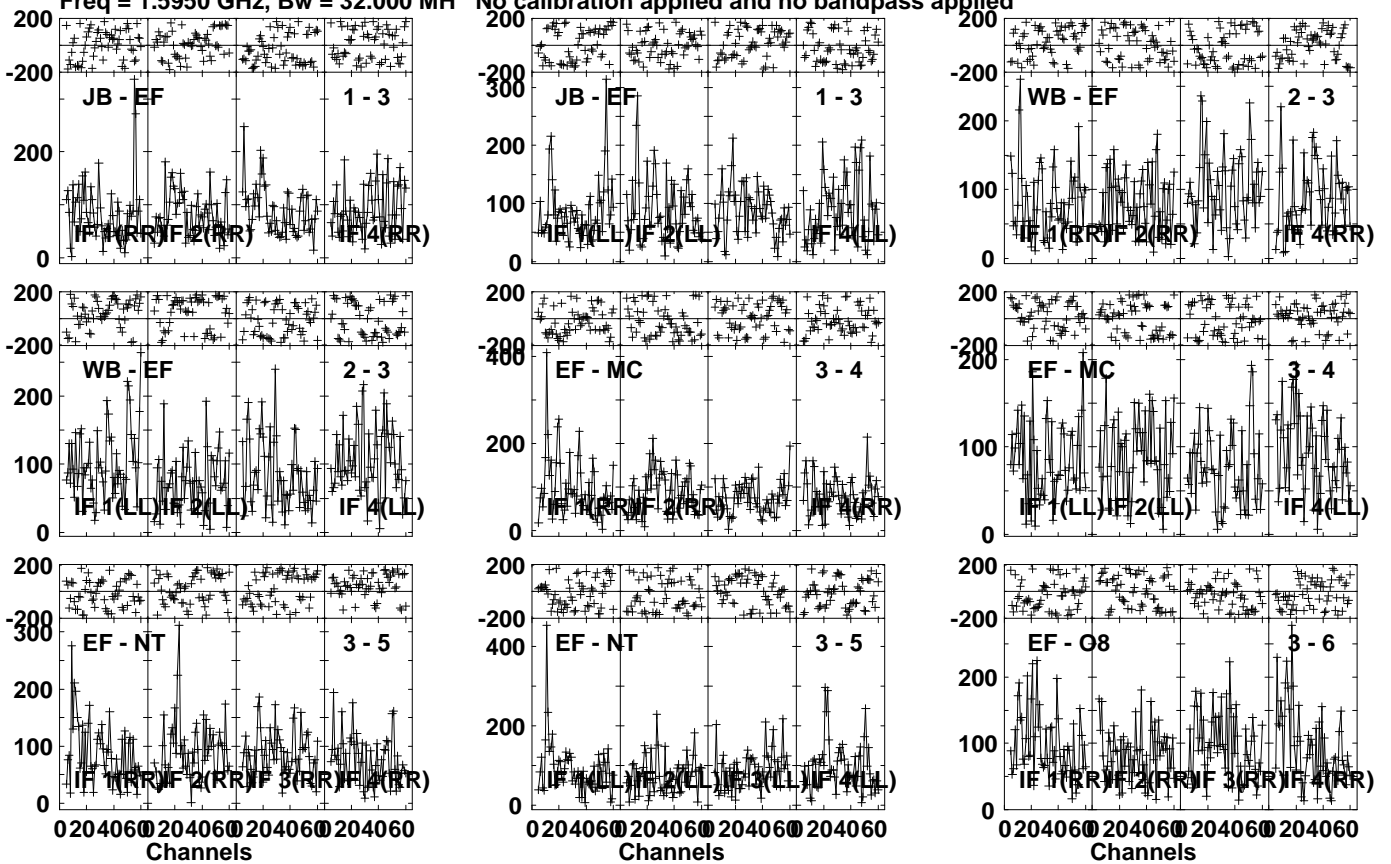 Freq = 1.5950 GHz, Bw = 32.000 MH No calibration applied and no bandpass applied
200
-200
JB - EF 1 - 3
200
0
IF 1(RR) IF 2(RR) IF 4(RR)
200
-200
300
JB - EF 1 - 3
200
100
0
IF 1(LL) IF 2(LL) IF 4(LL)
200
-200
WB - EF 2 - 3
200
100
0
IF 1(RR) IF 2(RR) IF 4(RR)
200
-200
WB - EF 2 - 3
200
100
0
IF 1(LL) IF 2(LL) IF 4(LL)
200
-200
400
EF - MC 3 - 4
200
0
IF 1(RR) IF 2(RR) IF 4(RR)
200
-200
200
EF - MC 3 - 4
100
0
IF 1(LL) IF 2(LL) IF 4(LL)
200
-200
300
EF - NT 3 - 5
200
100
0
IF 1(RR) IF 2(RR) IF 3(RR) IF 4(RR)
0 20 40 60 0 20 40 60 0 20 40 60 0 20 40 60
Channels
200
-200
EF - NT 3 - 5
400
200
0
IF 1(LL) IF 2(LL) IF 3(LL) IF 4(LL)
0 20 40 60 0 20 40 60 0 20 40 60 0 20 40 60
Channels
200
-200
EF - O8 3 - 6
200
100
0
IF 1(RR) IF 2(RR) IF 3(RR) IF 4(RR)
0 20 40 60 0 20 40 60 0 20 40 60 0 20 40 60
Channels